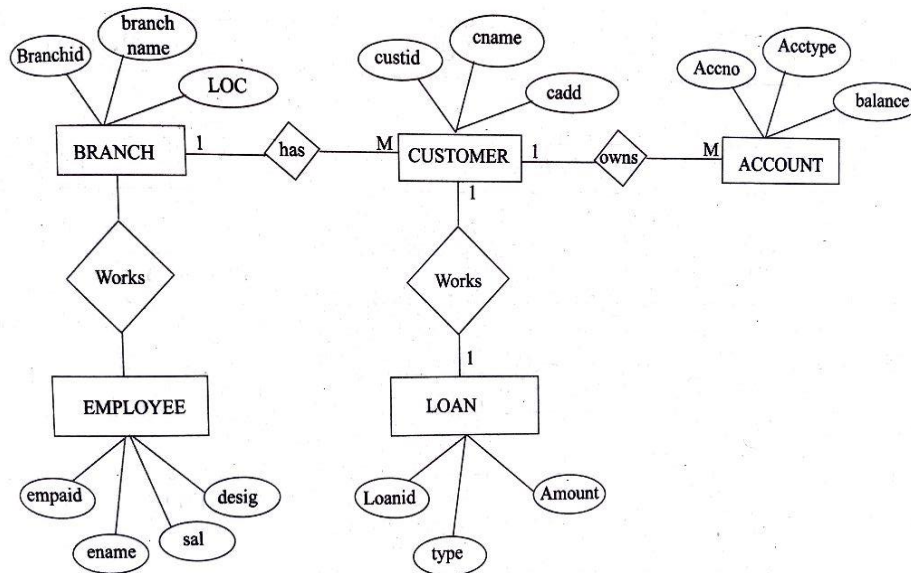 Branchid
branch
name
LOC
custid
cname
cadd
Accno
Acctype
balance
BRANCH
1
has
M
CUSTOMER
1
owns
M
ACCOUNT
1
Works
Works
1
EMPLOYEE
LOAN
empaid
ename
sal
desig
Loanid
type
Amount